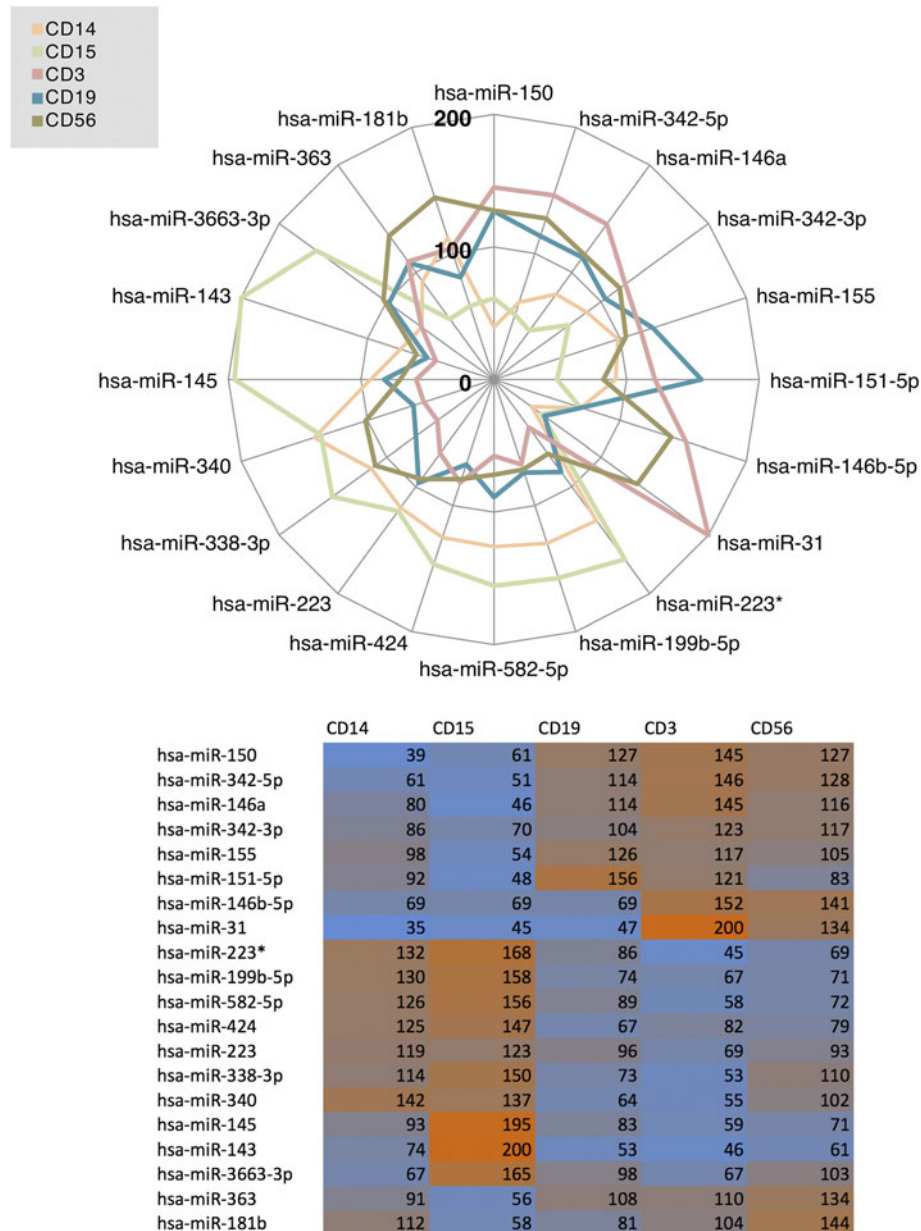 CD14
CD15
CD3
CD19
CD56
hsa-miR-150
200
hsa-miR-181b
hsa-miR-342-5p
hsa-miR-363
hsa-miR-146a
hsa-miR-3663-3p
hsa-miR-342-3p
100
hsa-miR-143
hsa-miR-155
hsa-miR-145
0
hsa-miR-151-5p
hsa-miR-340
hsa-miR-146b-5p
hsa-miR-338-3p
hsa-miR-31
hsa-miR-223
hsa-miR-223*
hsa-miR-424
hsa-miR-199b-5p
hsa-miR-582-5p
CD14 CD15 CD19 CD3 CD56
hsa-miR-150 39 61 127 145 127
hsa-miR-342-5p 61 51 114 146 128
hsa-miR-146a 80 46 114 145 116
hsa-miR-342-3p 86 70 104 123 117
hsa-miR-155 98 54 126 117 105
hsa-miR-151-5p 92 48 156 121 83
hsa-miR-146b-5p 69 69 69 152 141
hsa-miR-31 35 45 47 200 134
hsa-miR-223* 132 168 86 45 69
hsa-miR-199b-5p 130 158 74 67 71
hsa-miR-582-5p 126 156 89 58 72
hsa-miR-424 125 147 67 82 79
hsa-miR-223 119 123 96 69 93
hsa-miR-338-3p 114 150 73 53 110
hsa-miR-340 142 137 64 55 102
hsa-miR-145 93 195 83 59 71
hsa-miR-143 74 200 53 46 61
hsa-miR-3663-3p 67 165 98 67 103
hsa-miR-363 91 56 108 110 134
hsa-miR-181b 112 58 81 104 144